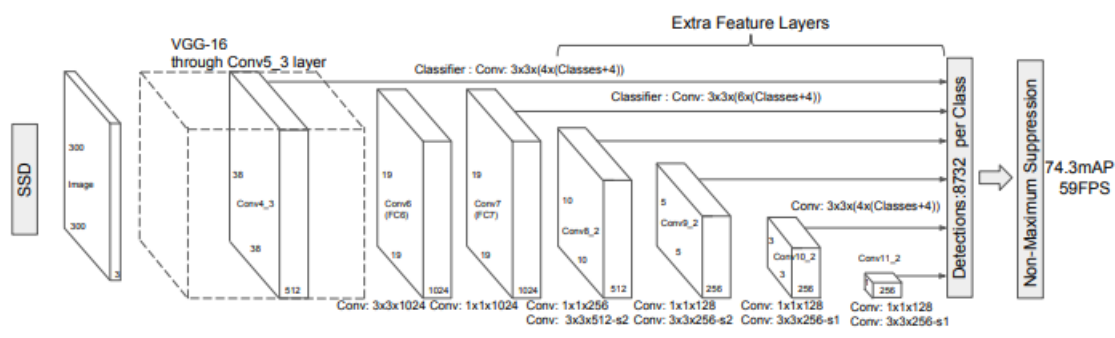 Extra Feature Layers
VGG-16
through Conv5_3 layer
Classifier : Conv: 3x3x(4x(Classes+4))
Classifier : Conv: 3x3x(6x(Classes+4))
SSD
300
Image
300
3
38
Conv4_3
38
512
19
Conv6
(FC6)
19
1024
19
Conv7
(FC7)
19
1024
10
Conv8_2
10
512
5
Conv9_2
5
256
Conv: 3x3x(4x(Classes+4))
3
Conv10_2
3
256
Conv11_2
256
Conv: 3x3x1024
Conv: 1x1x1024
Conv: 1x1x256
Conv: 3x3x512-s2
Conv: 1x1x128
Conv: 3x3x256-s2
Conv: 1x1x128
Conv: 3x3x256-s1
Conv: 1x1x128
Conv: 3x3x256-s1
Detections:8732 per Class
Non-Maximum Suppression
74.3mAP
59FPS